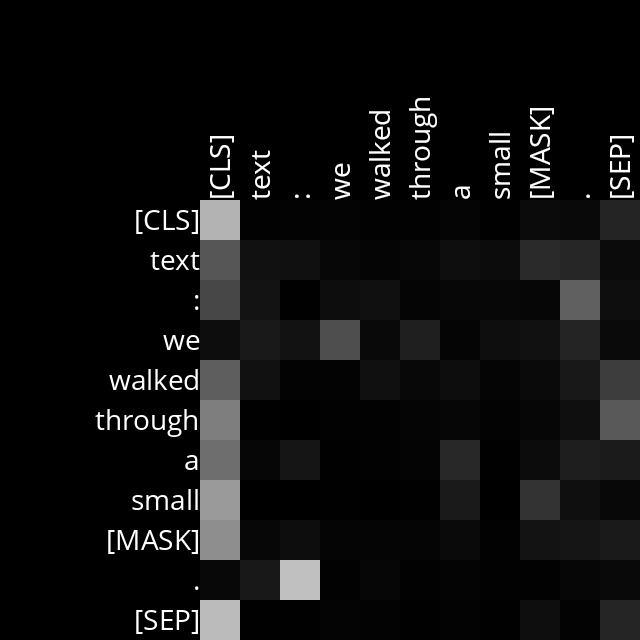 [CLS] text : we walked through a small [MASK] . [SEP]
[CLS]
text
:
we
walked
through
a
small
[MASK]
.
[SEP]